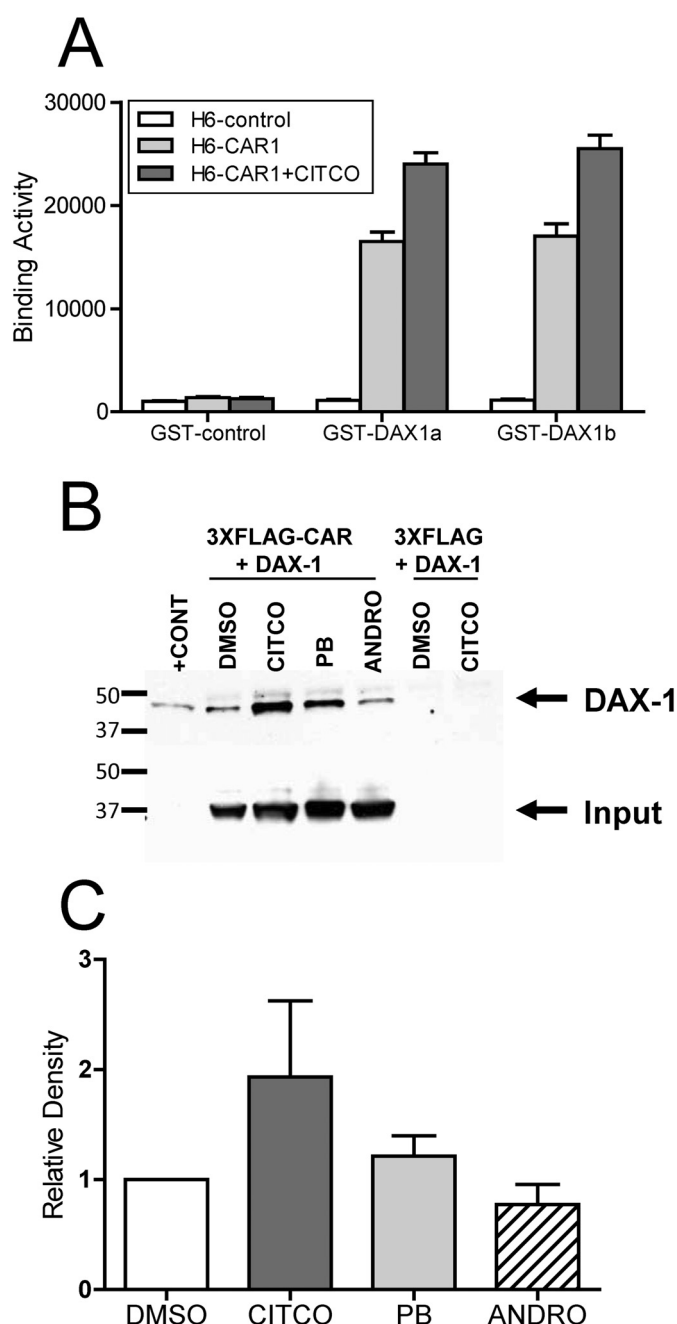 A
30000
20000
10000
0
Binding Activity
H6-control
H6-CAR1
H6-CAR1+CITCO
GST-control GST-DAX1a GST-DAX1b
B
3XFLAG-CAR 3XFLAG
+ DAX-1 + DAX-1
+CONT DMSO CITCO PB ANDRO DMSO CITCO
50
37
DAX-1
50
37
Input
C
3
2
1
0
Relative Density
DMSO CITCO PB ANDRO